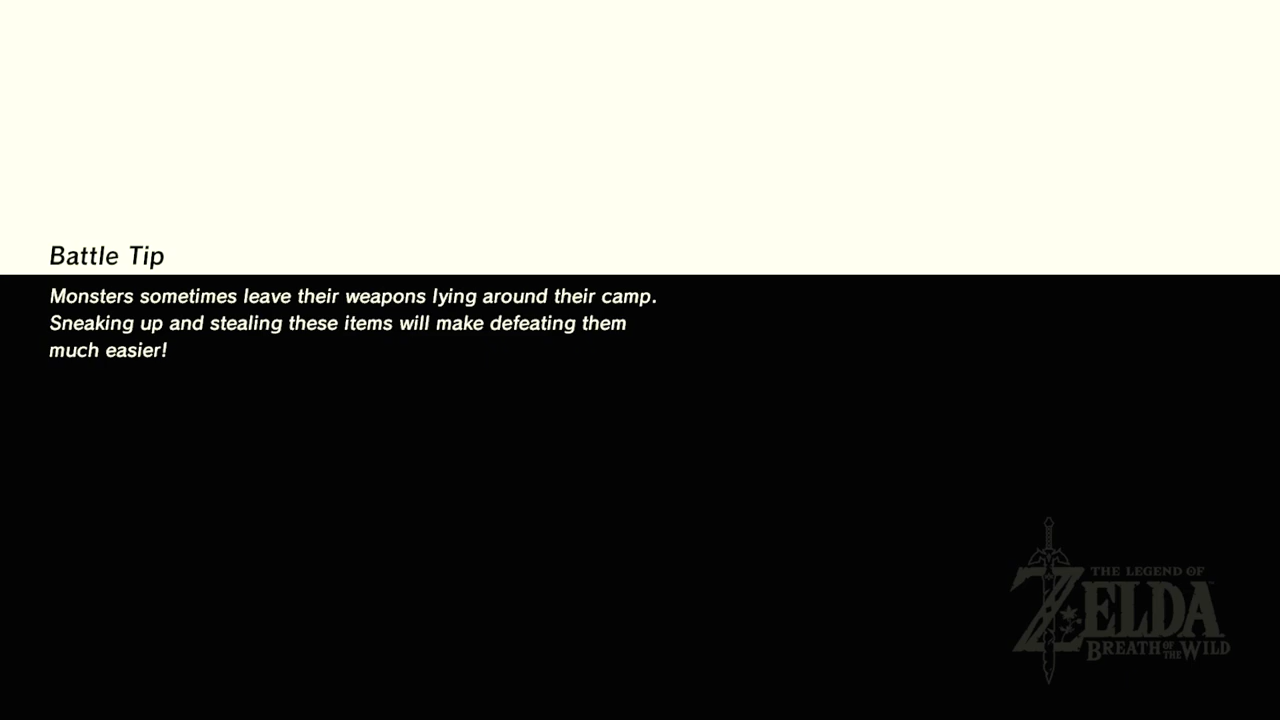 Battle Tip
Monsters sometimes leave their weapons lying around their camp.
Sneaking up and stealing these items will make defeating them
much easier!
THE LEGEND OF
ZELDA
BREATH OF THE WILD